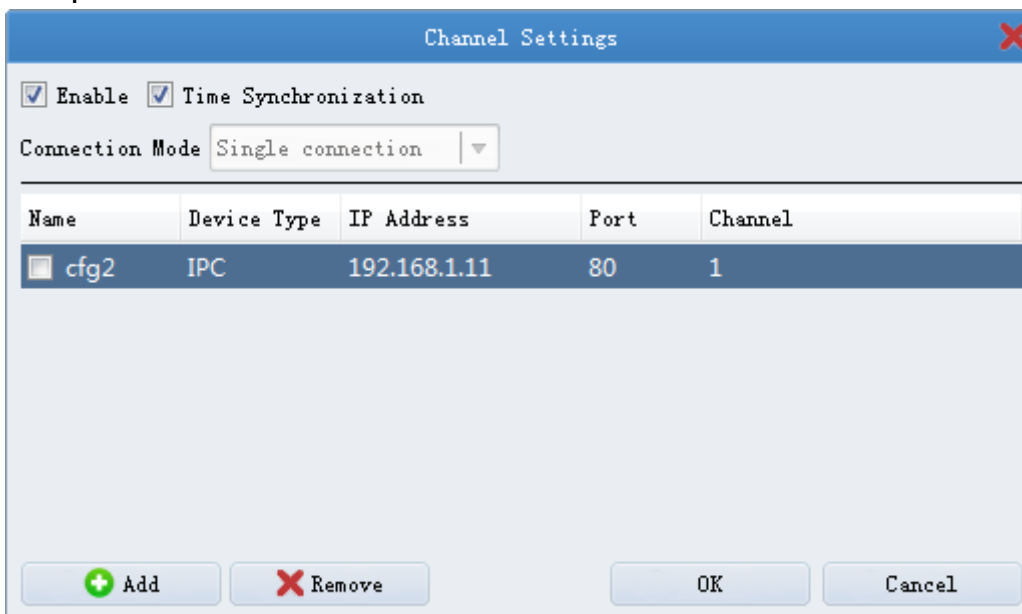 Channel Settings
Enable Time Synchronization
Connection Mode Single connection
Name Device Type IP Address Port Channel
cfg2 IPC 192.168.1.11 80 1
Add Remove OK Cancel